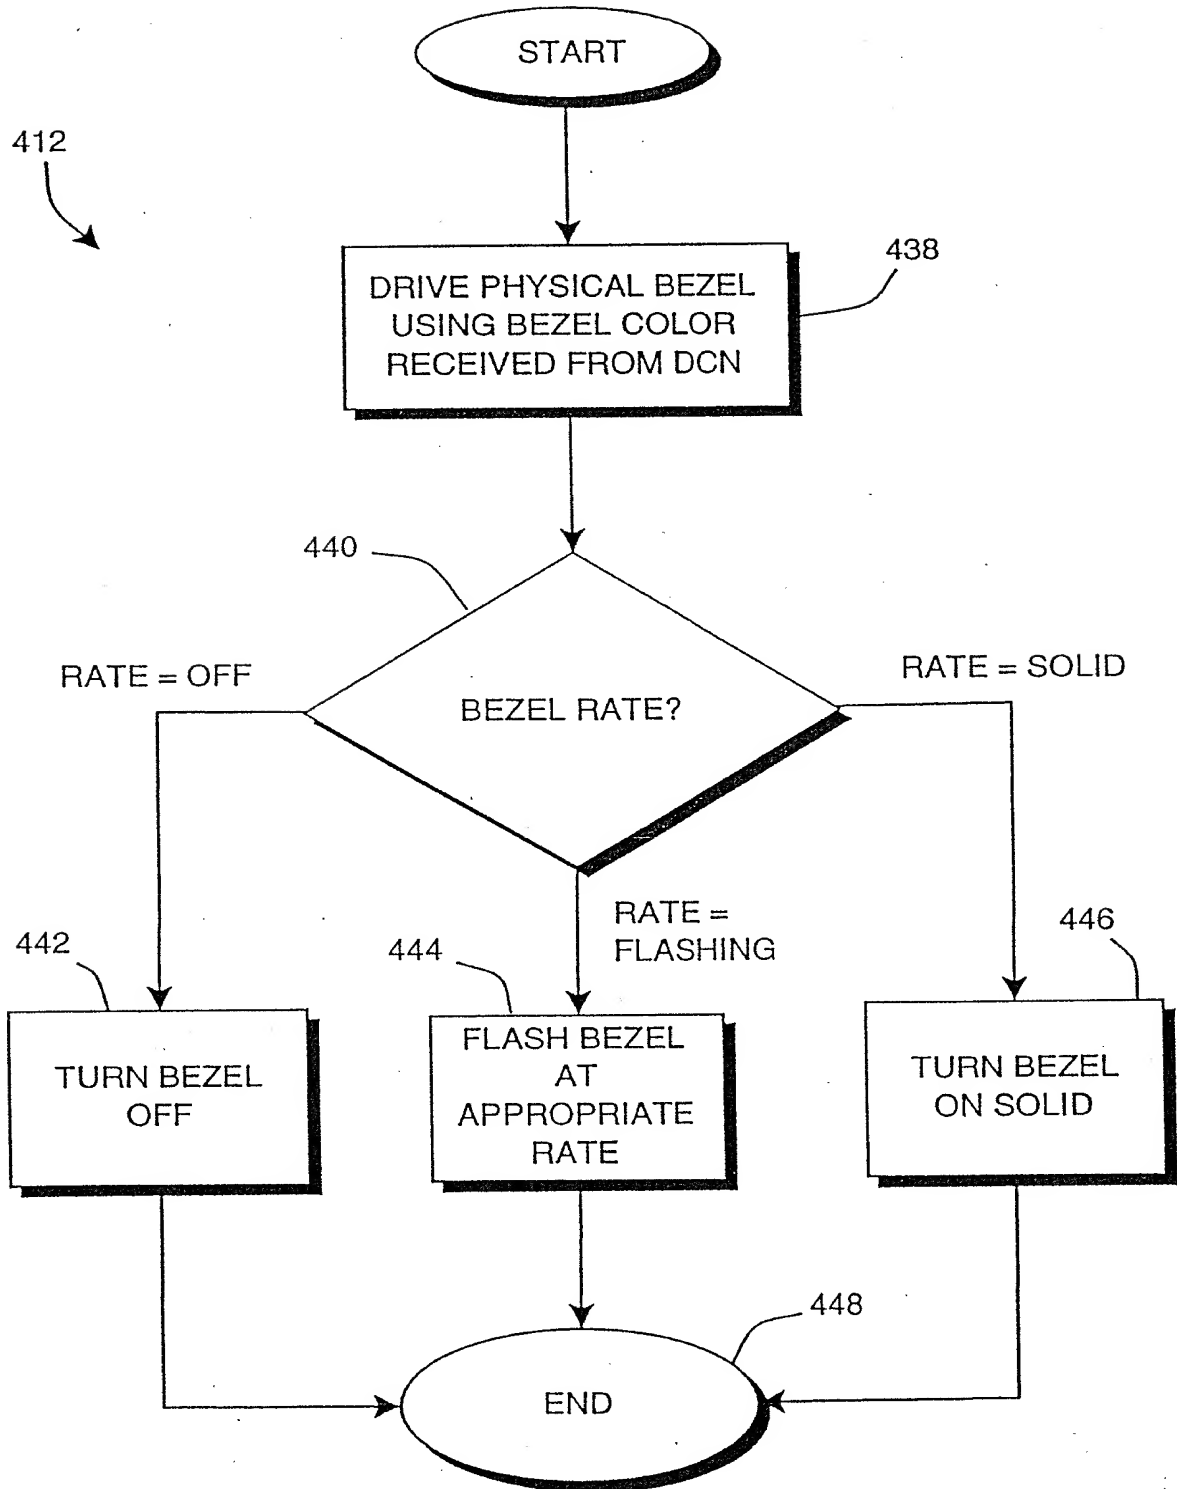 START
412
438
DRIVE PHYSICAL BEZEL
USING BEZEL COLOR
RECEIVED FROM DCN
440
RATE = OFF
BEZEL RATE?
RATE = SOLID
RATE =
FLASHING
442
444
446
TURN BEZEL
OFF
FLASH BEZEL
AT
APPROPRIATE
RATE
TURN BEZEL
ON SOLID
448
END